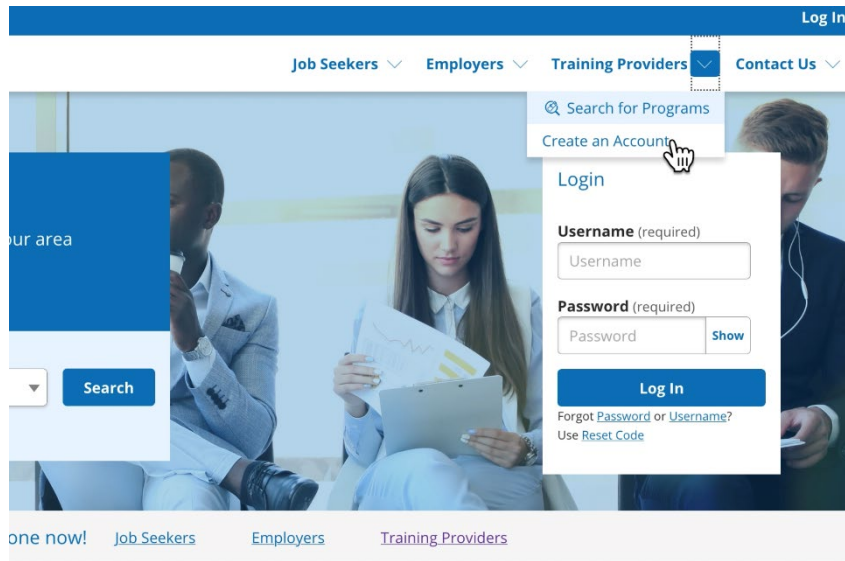 Log In
Job Seekers Employers Training Providers Contact Us
Search for Programs
Create an Account
Login
our area
Username (required)
Username
Password (required)
Password Show
Search
Log In
Forgot Password or Username?
Use Reset Code
one now! Job Seekers Employers Training Providers